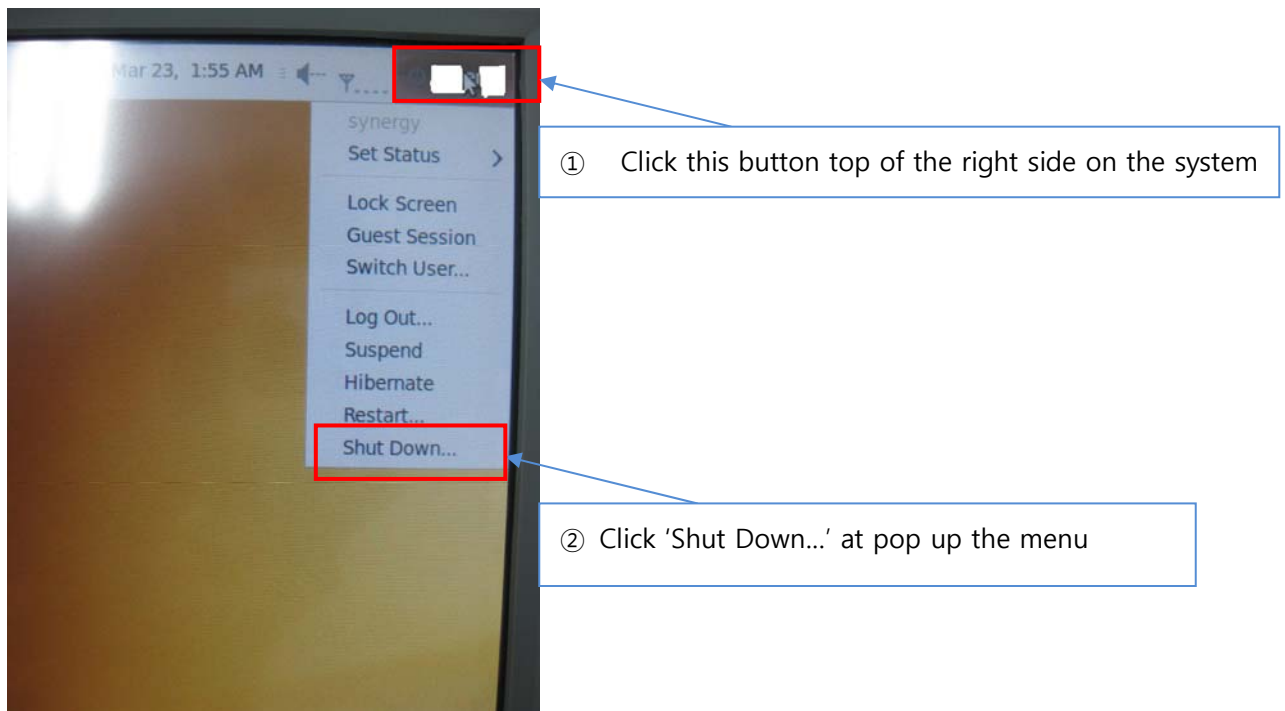 Mar 23, 1:55 AM
synergy
Set Status
Lock Screen
Guest Session
Switch User...
Log Out...
Suspend
Hibernate
Restart...
Shut Down...
① Click this button top of the right side on the system
② Click ‘Shut Down...’ at pop up the menu